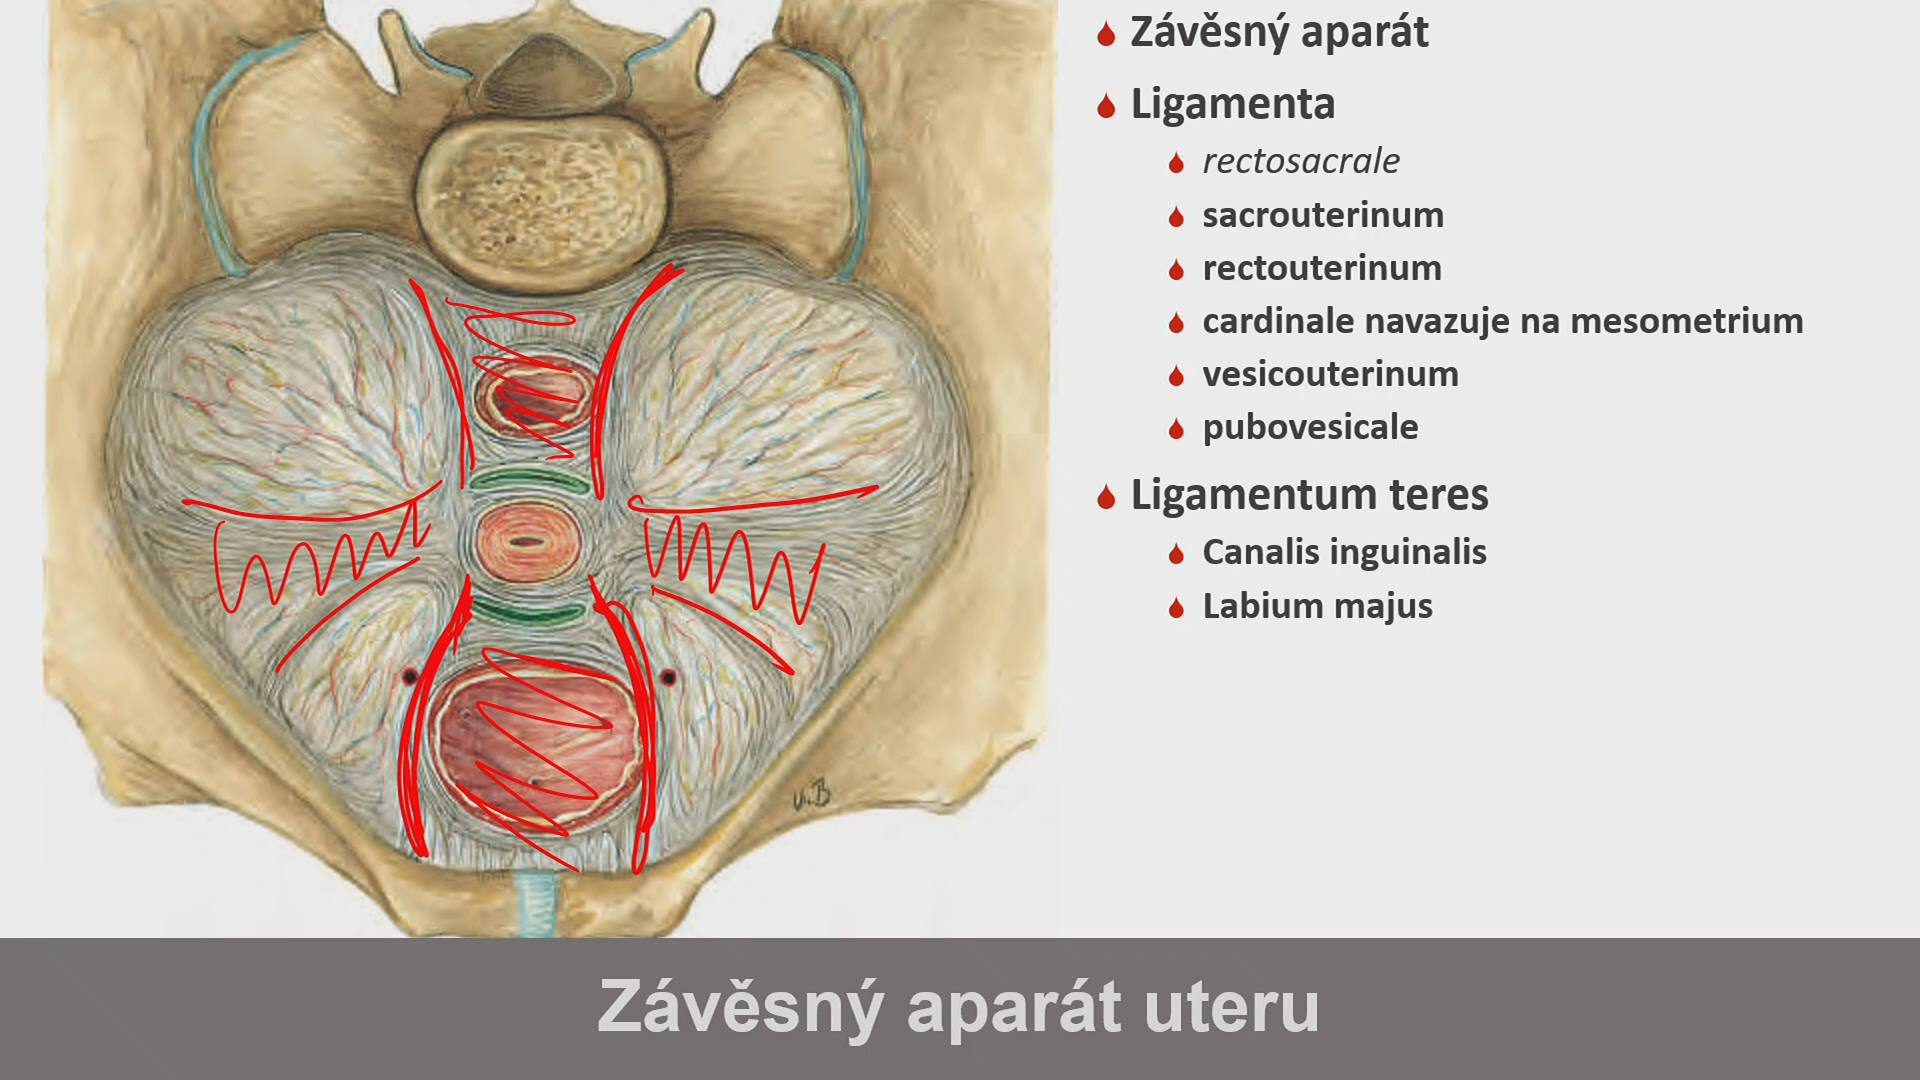 Závěsný aparát
Ligamenta
rectosacrale
sacrouterinum
rectouterinum
cardinale navazuje na mesometrium
vesicouterinum
pubovesicale
Ligamentum teres
Canalis inguinalis
Labium majus
Závěsný aparát uteru